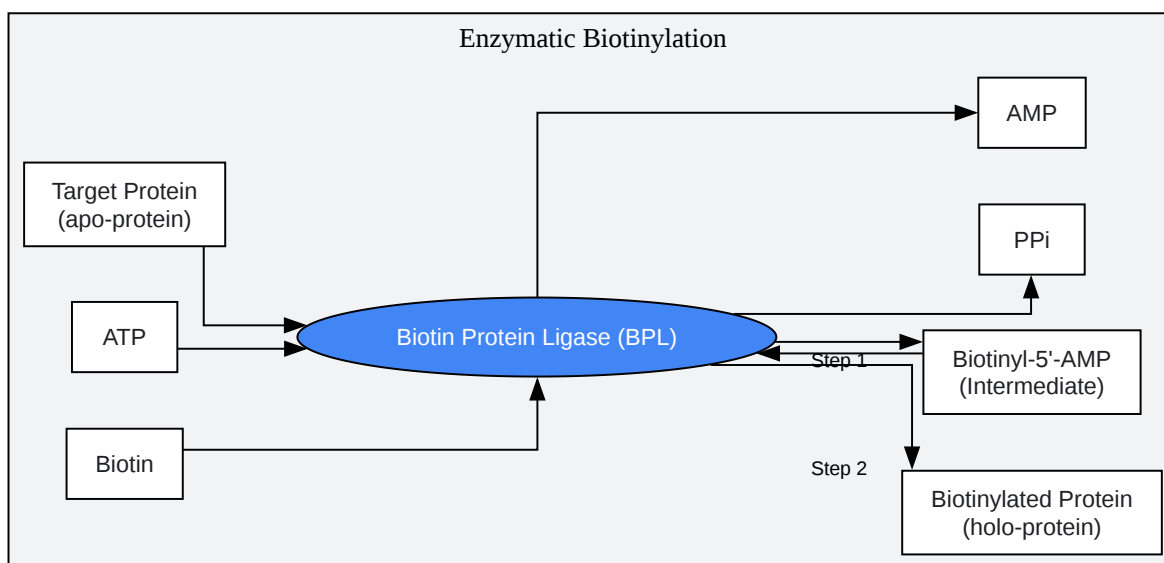 Enzymatic Biotinylation
AMP
Target Protein
(apo-protein)
PPi
ATP
Biotin Protein Ligase (BPL)
Step 1
Biotinyl-5'-AMP
(Intermediate)
Biotin
Step 2
Biotinylated Protein
(holo-protein)